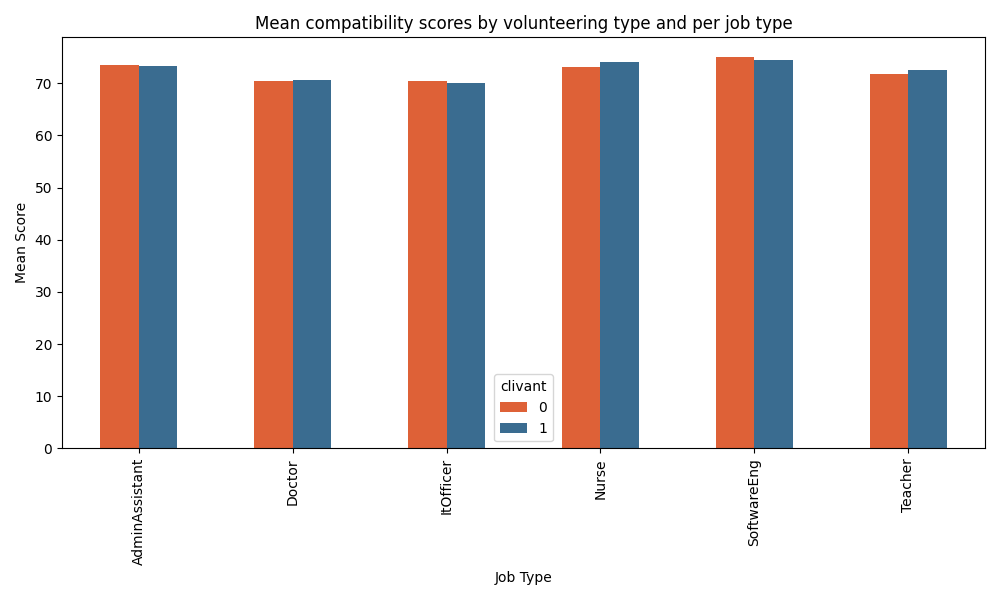 Mean compatibility scores by volunteering type and per job type
Mean Score
70
60
50
40
30
20
10
0
clivant
0
1
AdminAssistant
Doctor
ItOfficer
Nurse
SoftwareEng
Teacher
Job Type